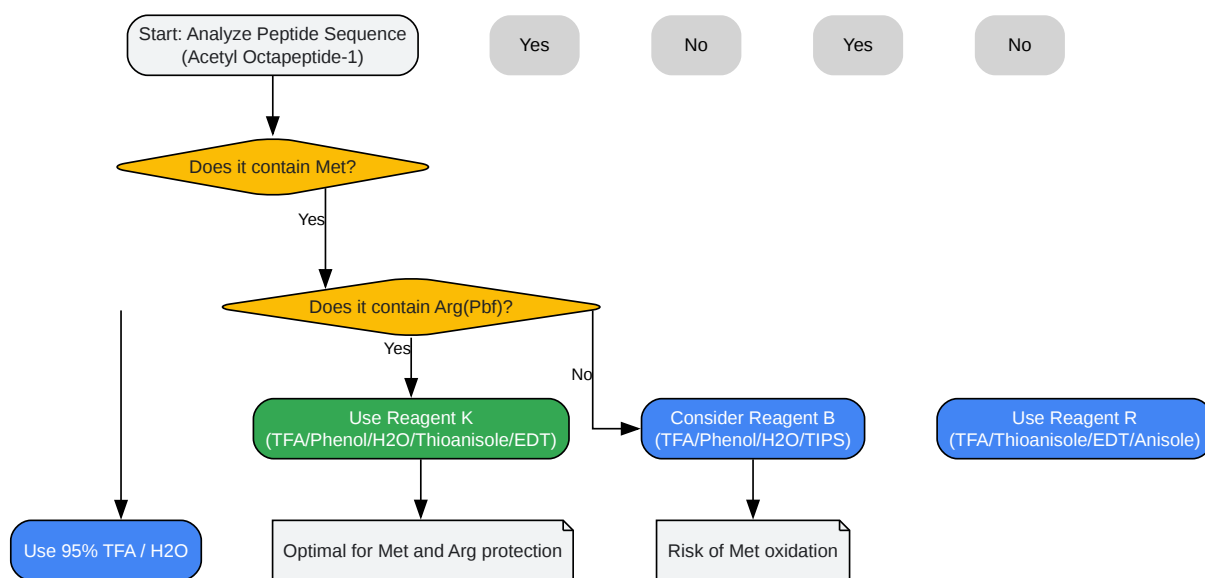 Start: Analyze Peptide Sequence
(Acetyl Octapeptide-1)
Yes
No
Yes
No
Does it contain Met?
Yes
Does it contain Arg(Pbf)?
Yes
No
Use Reagent K
(TFA/Phenol/H2O/Thioanisole/EDT)
Consider Reagent B
(TFA/Phenol/H2O/TIPS)
Use Reagent R
(TFA/Thioanisole/EDT/Anisole)
Use 95% TFA / H2O
Optimal for Met and Arg protection
Risk of Met oxidation